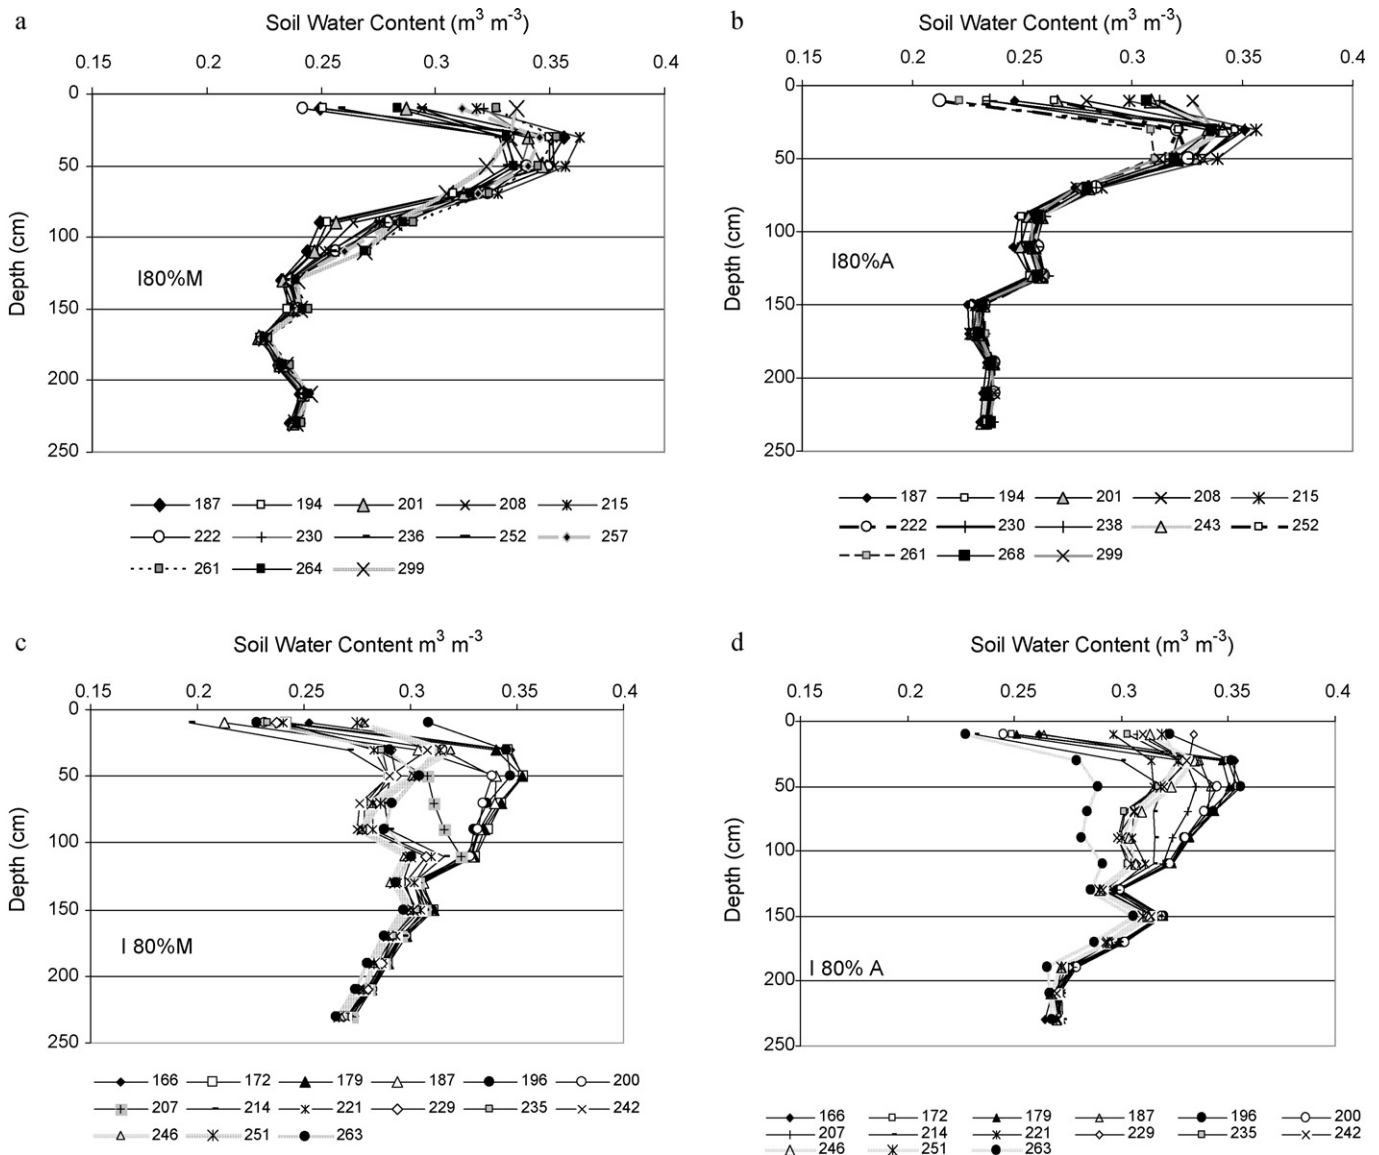 a
Soil Water Content (m³ m⁻³)
0.15 0.2 0.25 0.3 0.35 0.4
0
50
100
150
200
250
Depth (cm)
I80%M
187 194 201 208 215
222 230 236 252 257
261 264 299
b
Soil Water Content (m³ m⁻³)
0.15 0.2 0.25 0.3 0.35 0.4
0
50
100
150
200
250
Depth (cm)
I80%A
187 194 201 208 215
222 230 238 243 252
261 268 299
c
Soil Water Content m³ m⁻³
0.15 0.2 0.25 0.3 0.35 0.4
0
50
100
150
200
250
Depth (cm)
I 80%M
166 172 179 187 196 200
207 214 221 229 235 242
246 251 263
d
Soil Water Content (m³ m⁻³)
0.15 0.2 0.25 0.3 0.35 0.4
0
50
100
150
200
250
Depth (cm)
I 80% A
166 172 179 187 196 200
207 214 221 229 235 242
246 251 263